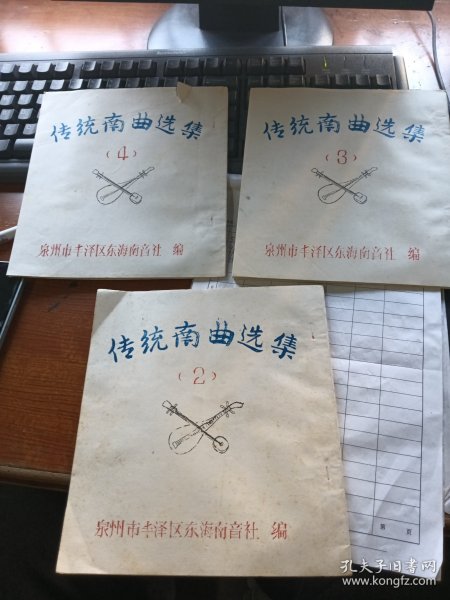 传统南曲选集
(4)
泉州市丰泽区东海南音社 编
传统南曲选集
(3)
泉州市丰泽区东海南音社 编
传统南曲选集
(2)
泉州市丰泽区东海南音社 编
第 页
孔夫子旧书网
www.kongfz.com